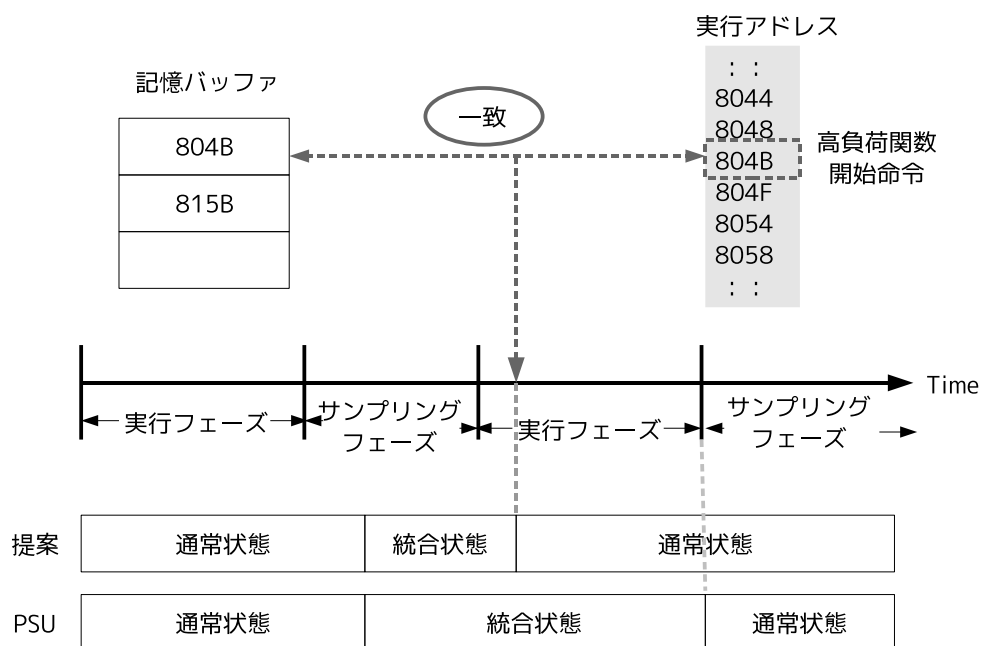 実行アドレス
記憶バッファ
: :
8044
8048
804B
804F
8054
8058
: :
804B
815B
一致
高負荷関数
開始命令
Time
実行フェーズ
サンプリング
フェーズ
実行フェーズ
サンプリング
フェーズ
提案
通常状態
統合状態
通常状態
PSU
通常状態
統合状態
通常状態